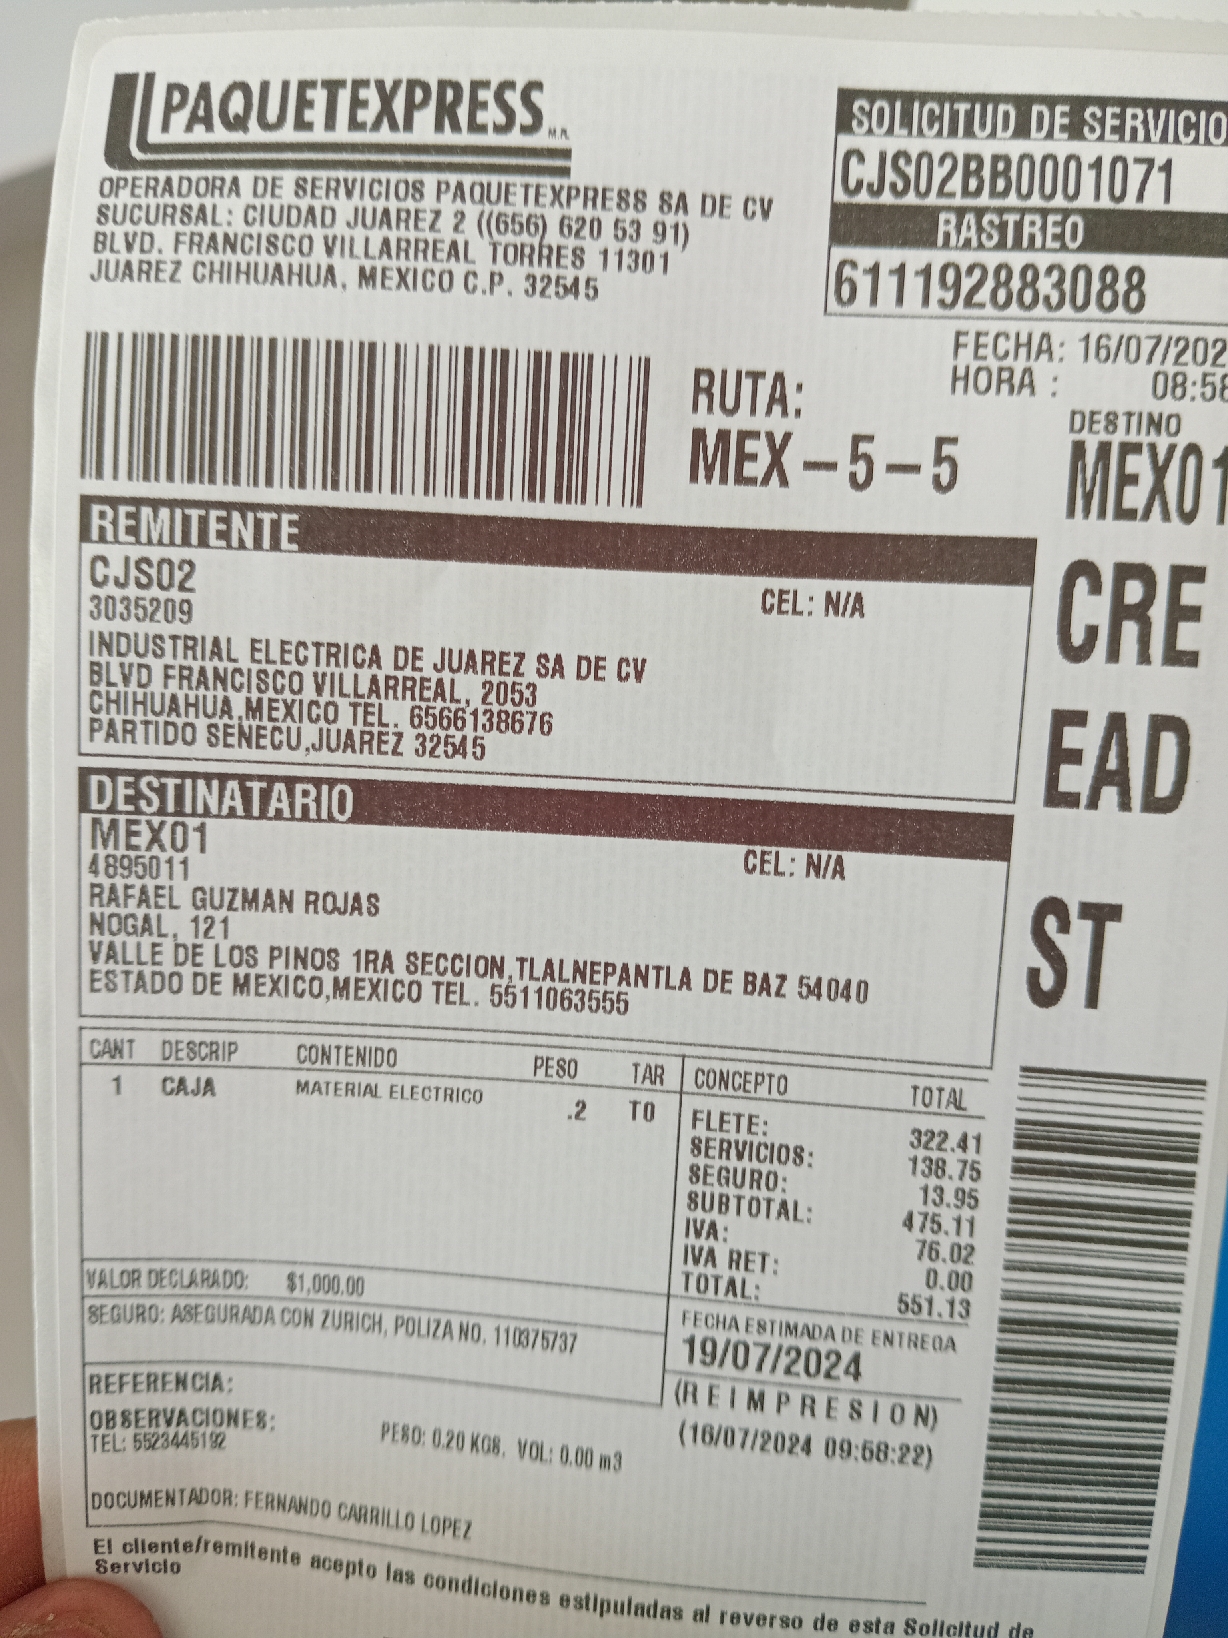 PAQUETEXPRESS M.R.
OPERADORA DE SERVICIOS PAQUETEXPRESS SA DE CV
SUCURSAL: CIUDAD JUAREZ 2 ((656) 620 53 91)
BLVD. FRANCISCO VILLARREAL TORRES 11301
JUAREZ CHIHUAHUA, MEXICO C.P. 32545
SOLICITUD DE SERVICIO
CJS02BB0001071
RASTREO
611192883088
FECHA: 16/07/202
HORA : 08:58
RUTA:
MEX-5-5
DESTINO
MEX01
CRE
EAD
ST
REMITENTE
CJS02
3035209
CEL: N/A
INDUSTRIAL ELECTRICA DE JUAREZ SA DE CV
BLVD FRANCISCO VILLARREAL, 2053
CHIHUAHUA,MEXICO TEL. 6566138676
PARTIDO SENECU,JUAREZ 32545
DESTINATARIO
MEX01
4895011
CEL: N/A
RAFAEL GUZMAN ROJAS
NOGAL, 121
VALLE DE LOS PINOS 1RA SECCION,TLALNEPANTLA DE BAZ 54040
ESTADO DE MEXICO,MEXICO TEL. 5511063555
CANT DESCRIP CONTENIDO PESO TAR
1 CAJA MATERIAL ELECTRICO .2 T0
CONCEPTO TOTAL
FLETE: 322.41
SERVICIOS: 138.75
SEGURO: 13.95
SUBTOTAL: 475.11
IVA: 76.02
IVA RET: 0.00
TOTAL: 551.13
VALOR DECLARADO: $1,000.00
SEGURO: ASEGURADA CON ZURICH, POLIZA NO. 110375737
FECHA ESTIMADA DE ENTREGA
19/07/2024
(REIMPRESION)
(16/07/2024 09:58:22)
REFERENCIA:
OBSERVACIONES:
TEL: 5523445192
PESO: 0.20 KGS. VOL: 0.00 m3
DOCUMENTADOR: FERNANDO CARRILLO LOPEZ
El cliente/remitente acepto las condiciones estipuladas al reverso de esta Solicitud de
Servicio